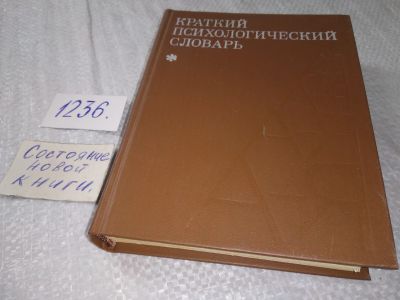 КРАТКИЙ
ПСИХОЛОГИЧЕСКИЙ
СЛОВАРЬ
*
1236.
Состояние
новой
книги.